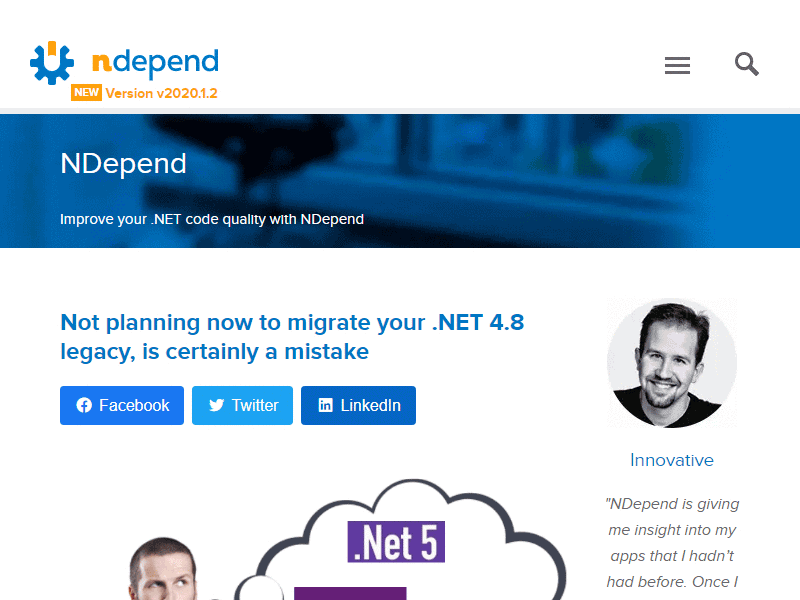 ndepend
NEW Version v2020.1.2
NDepend
Improve your .NET code quality with NDepend
Not planning now to migrate your .NET 4.8
legacy, is certainly a mistake
Facebook Twitter LinkedIn
.Net 5
Innovative
"NDepend is giving
me insight into my
apps that I hadn't
had before. Once I